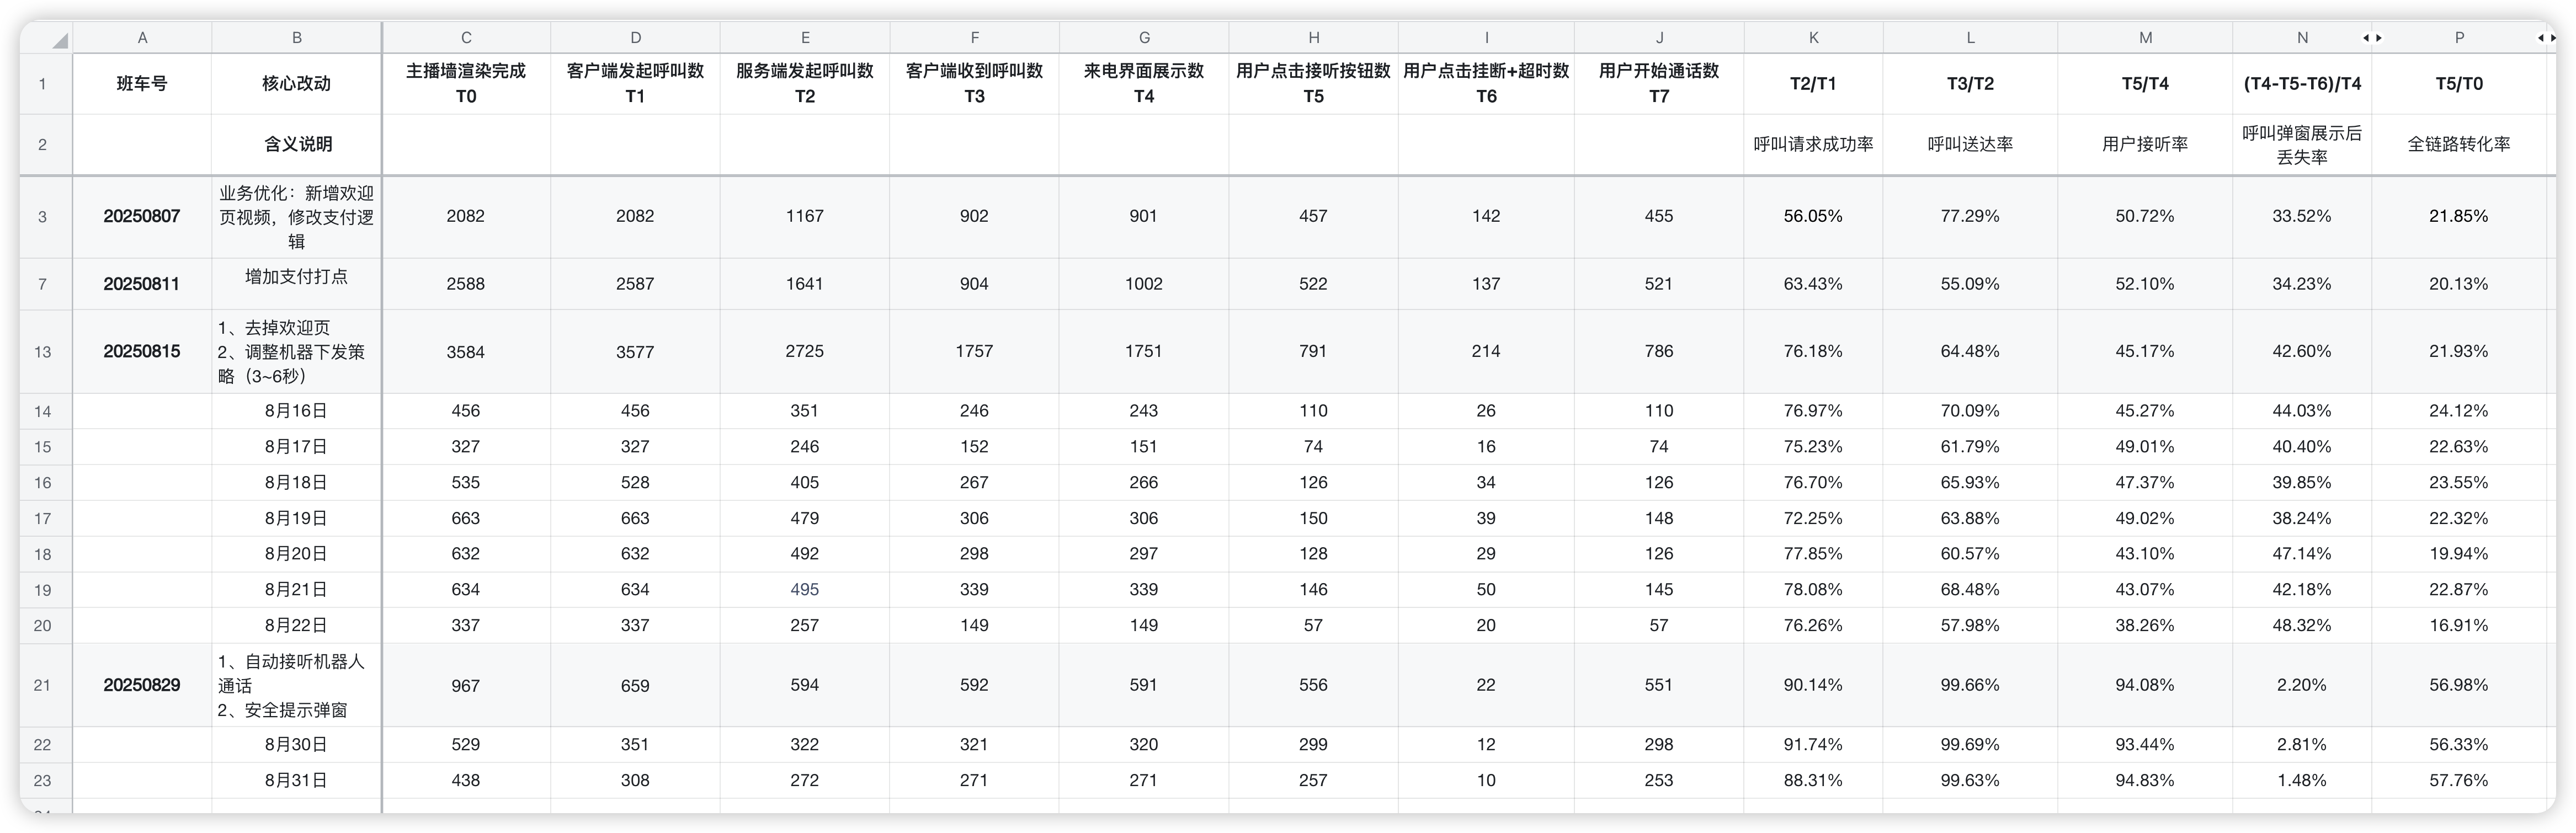 A B C D E F G H I J K L M N P
1 班车号 核心改动 主播墙渲染完成 客户端发起呼叫数 服务端发起呼叫数 客户端收到呼叫数 来电界面展示数 用户点击接听按钮数 用户点击挂断+超时数 用户开始通话数 T2/T1 T3/T2 T5/T4 (T4-T5-T6)/T4 T5/T0
T0 T1 T2 T3 T4 T5 T6 T7
2 含义说明 呼叫请求成功率 呼叫送达率 用户接听率 呼叫弹窗展示后 全链路转化率
丢失率
业务优化：新增欢迎
3 20250807 页视频，修改支付逻 2082 2082 1167 902 901 457 142 455 56.05% 77.29% 50.72% 33.52% 21.85%
辑
7 20250811 增加支付打点 2588 2587 1641 904 1002 522 137 521 63.43% 55.09% 52.10% 34.23% 20.13%
1、去掉欢迎页
13 20250815 2、调整机器下发策 3584 3577 2725 1757 1751 791 214 786 76.18% 64.48% 45.17% 42.60% 21.93%
略（3~6秒）
14 8月16日 456 456 351 246 243 110 26 110 76.97% 70.09% 45.27% 44.03% 24.12%
15 8月17日 327 327 246 152 151 74 16 74 75.23% 61.79% 49.01% 40.40% 22.63%
16 8月18日 535 528 405 267 266 126 34 126 76.70% 65.93% 47.37% 39.85% 23.55%
17 8月19日 663 663 479 306 306 150 39 148 72.25% 63.88% 49.02% 38.24% 22.32%
18 8月20日 632 632 492 298 297 128 29 126 77.85% 60.57% 43.10% 47.14% 19.94%
19 8月21日 634 634 495 339 339 146 50 145 78.08% 68.48% 43.07% 42.18% 22.87%
20 8月22日 337 337 257 149 149 57 20 57 76.26% 57.98% 38.26% 48.32% 16.91%
1、自动接听机器人
21 20250829 通话 967 659 594 592 591 556 22 551 90.14% 99.66% 94.08% 2.20% 56.98%
2、安全提示弹窗
22 8月30日 529 351 322 321 320 299 12 298 91.74% 99.69% 93.44% 2.81% 56.33%
23 8月31日 438 308 272 271 271 257 10 253 88.31% 99.63% 94.83% 1.48% 57.76%